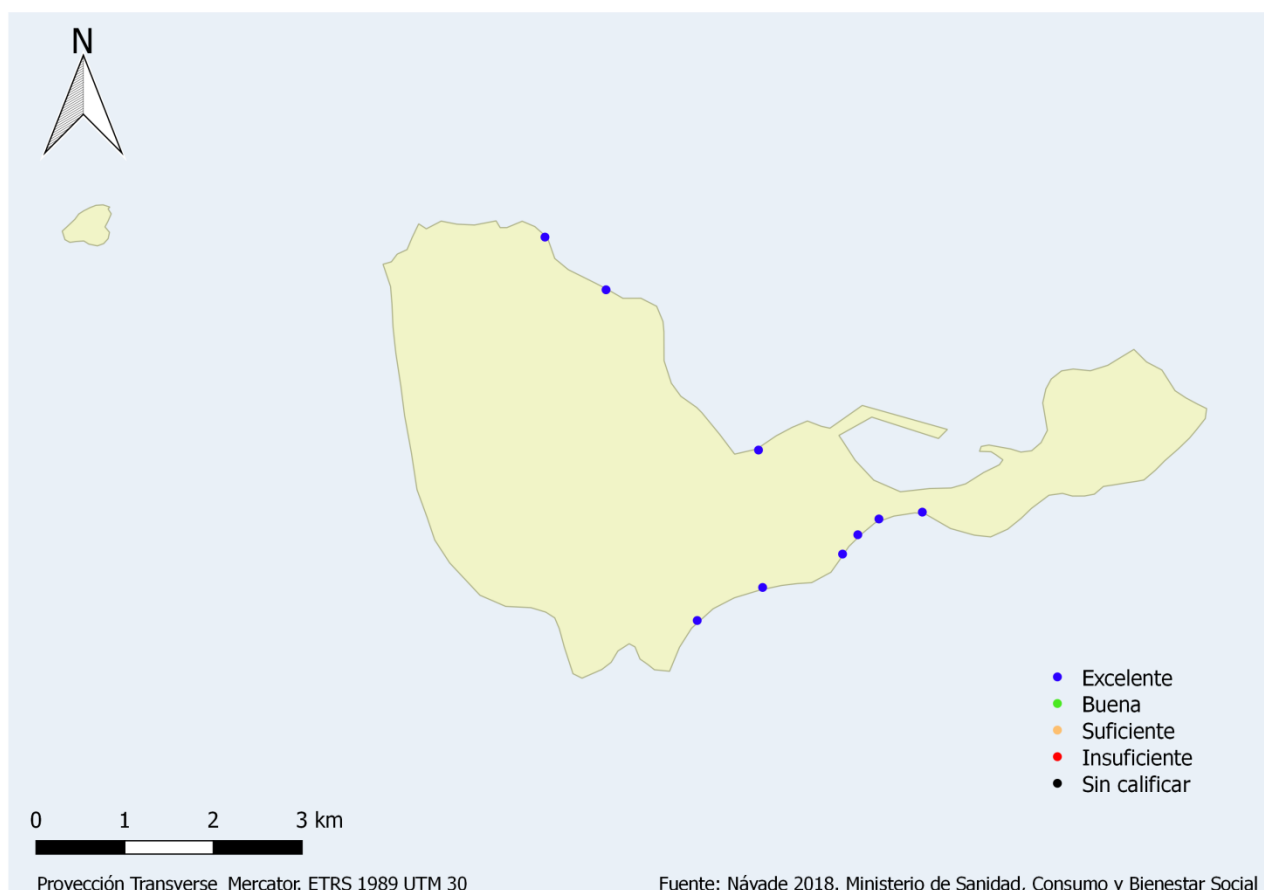 N
Excelente
Buena
Suficiente
Insuficiente
Sin calificar
0 1 2 3 km
Proyección Transverse Mercator. ETRS 1989 UTM 30
Fuente: Náyade 2018. Ministerio de Sanidad, Consumo y Bienestar Social